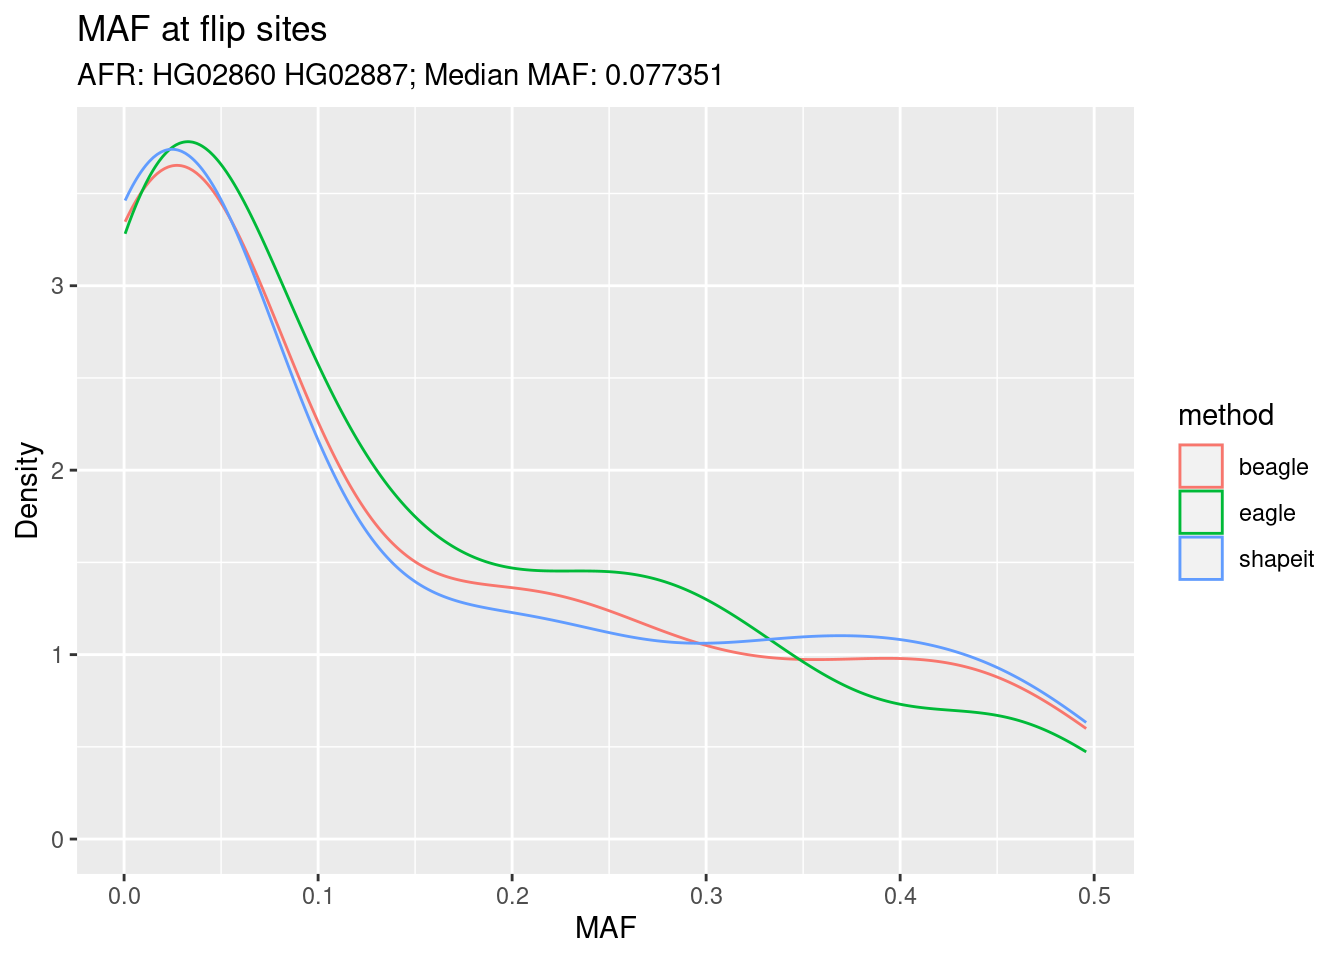 MAF at flip sites
AFR: HG02860 HG02887; Median MAF: 0.077351
Density
3
2
1
0
0.0 0.1 0.2 0.3 0.4 0.5
MAF
method
beagle
eagle
shapeit